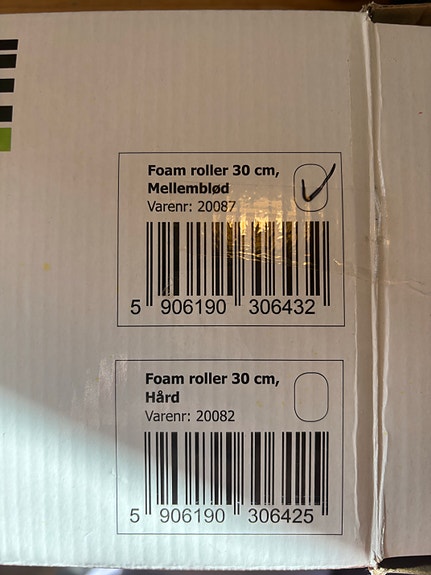 Foam roller 30 cm,
Mellemblød
Varenr: 20087
5 906190 306432
Foam roller 30 cm,
Hård
Varenr: 20082
5 906190 306425